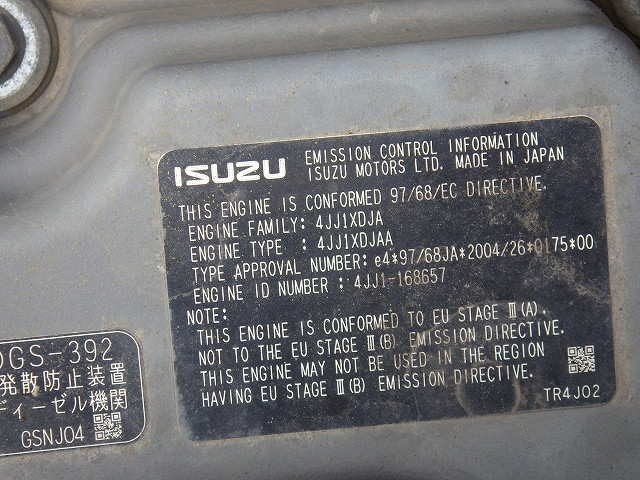 ISUZU EMISSION CONTROL INFORMATION
ISUZU MOTORS LTD. MADE IN JAPAN
THIS ENGINE IS CONFORMED 97/68/EC DIRECTIVE.
ENGINE FAMILY: 4JJ1XDJA
ENGINE TYPE : 4JJ1XDJAA
TYPE APPROVAL NUMBER: e4*97/68JA*2004/26*0175*00
ENGINE ID NUMBER : 4JJ1-168657
NOTE:
THIS ENGINE IS CONFORMED TO EU STAGE Ⅲ(A),
NOT TO THE EU STAGE Ⅲ(B) EMISSION DIRECTIVE.
THIS ENGINE MAY NOT BE USED IN THE REGION
HAVING EU STAGE Ⅲ(B) EMISSION DIRECTIVE.
TR4J02
DGS-392
発散防止装置
ディーゼル機関
GSNJ04